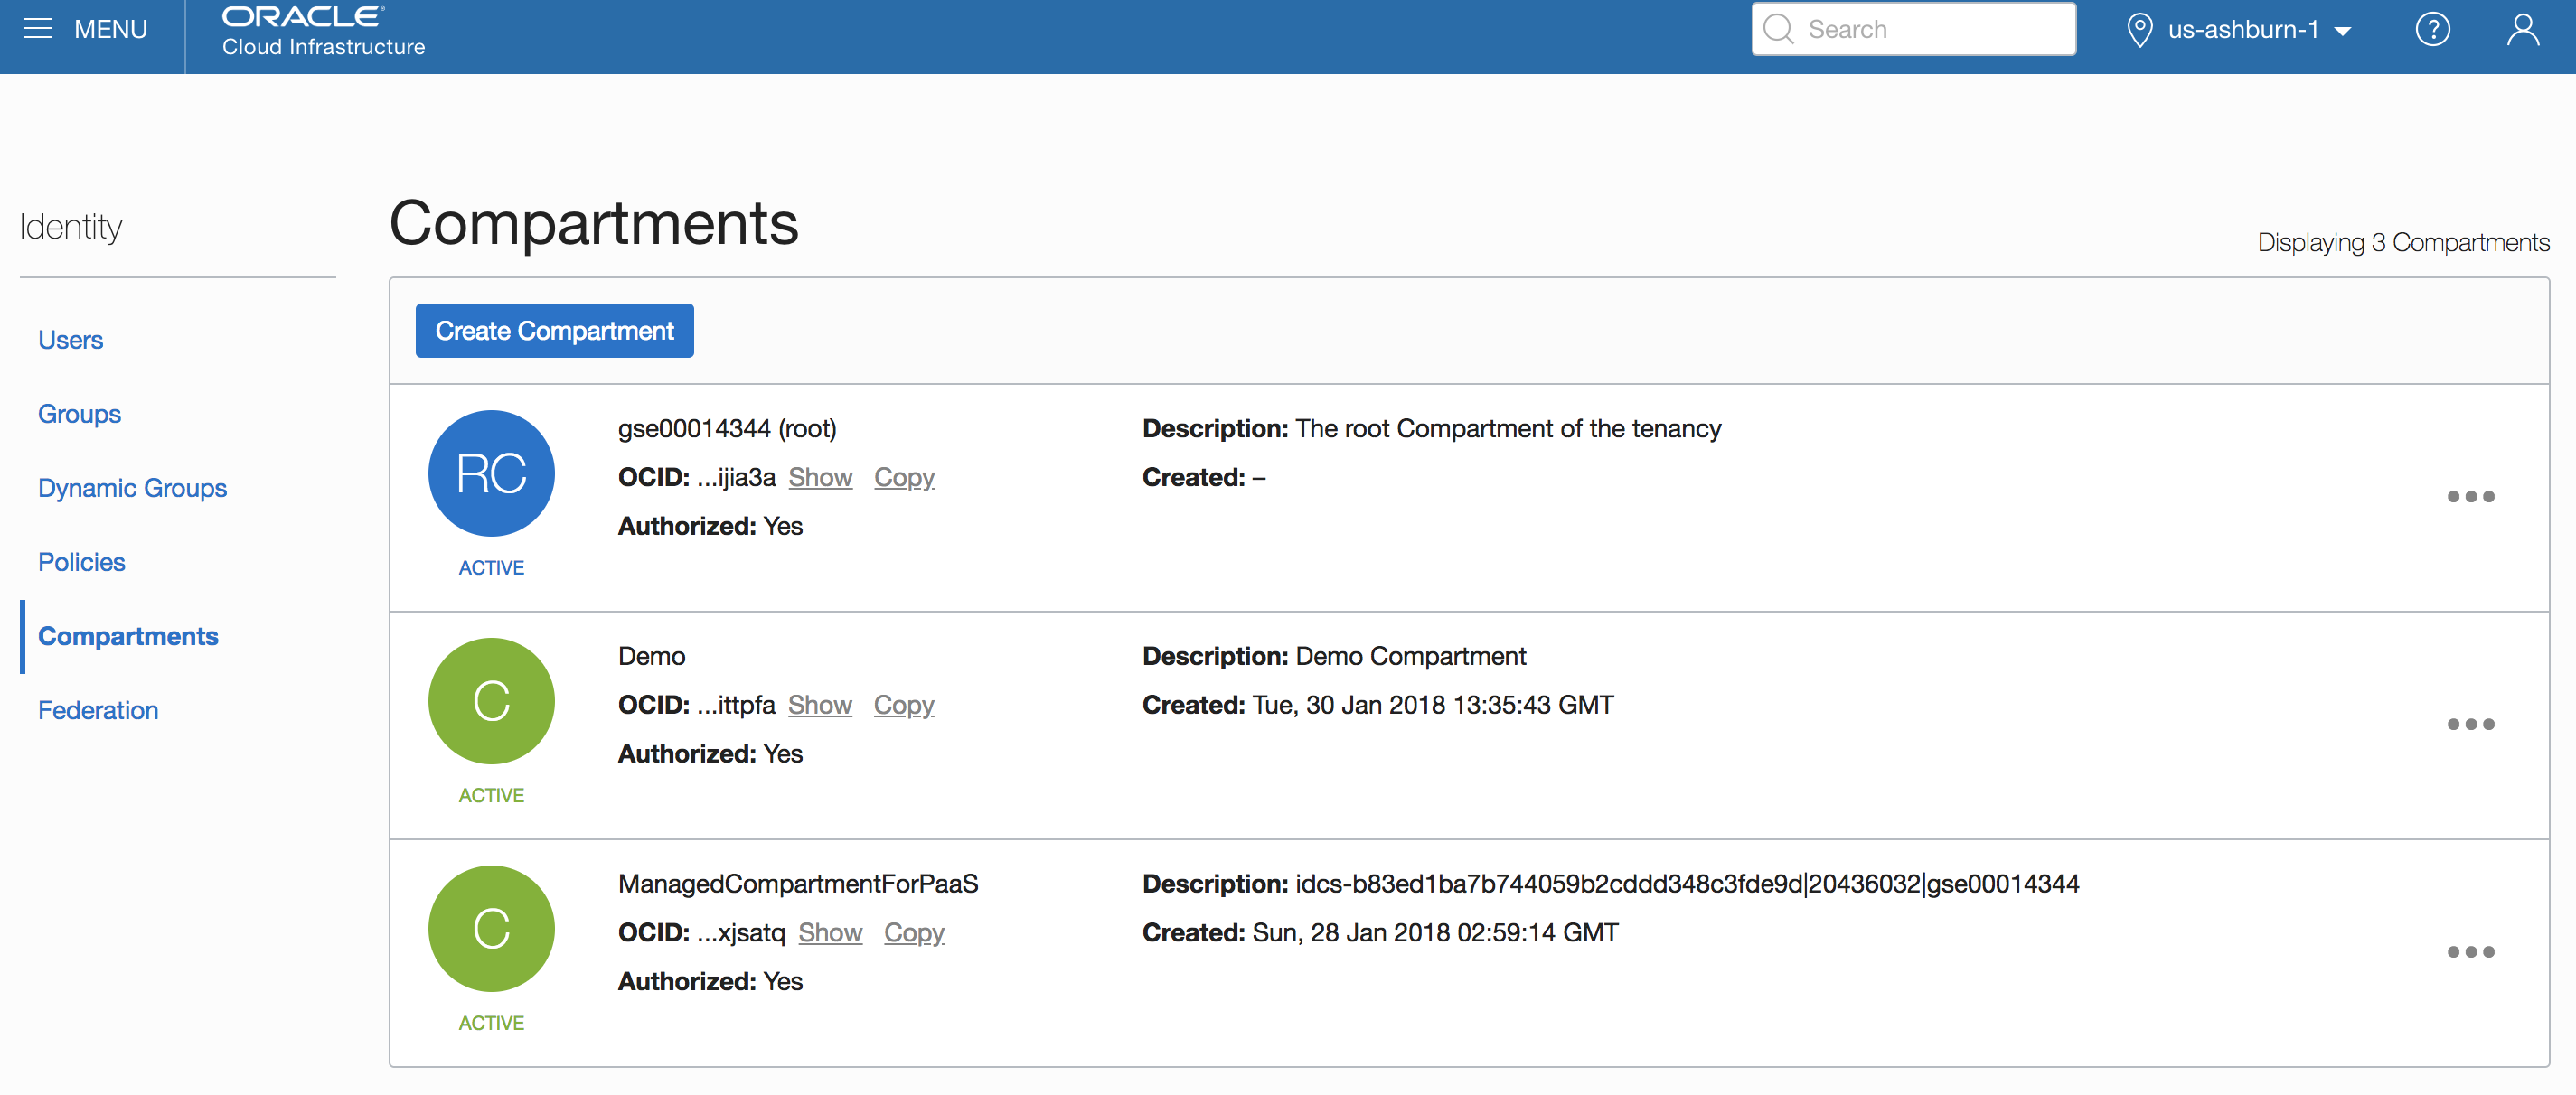 MENU
ORACLE®
Cloud Infrastructure
Search
us-ashburn-1
?
Identity
Users
Groups
Dynamic Groups
Policies
Compartments
Federation
Compartments
Displaying 3 Compartments
Create Compartment
RC
ACTIVE
gse00014344 (root)
OCID: ...ijia3a Show Copy
Authorized: Yes
Description: The root Compartment of the tenancy
Created: –
C
ACTIVE
Demo
OCID: ...ittpfa Show Copy
Authorized: Yes
Description: Demo Compartment
Created: Tue, 30 Jan 2018 13:35:43 GMT
C
ACTIVE
ManagedCompartmentForPaaS
OCID: ...xjsatq Show Copy
Authorized: Yes
Description: idcs-b83ed1ba7b744059b2cddd348c3fde9d|20436032|gse00014344
Created: Sun, 28 Jan 2018 02:59:14 GMT